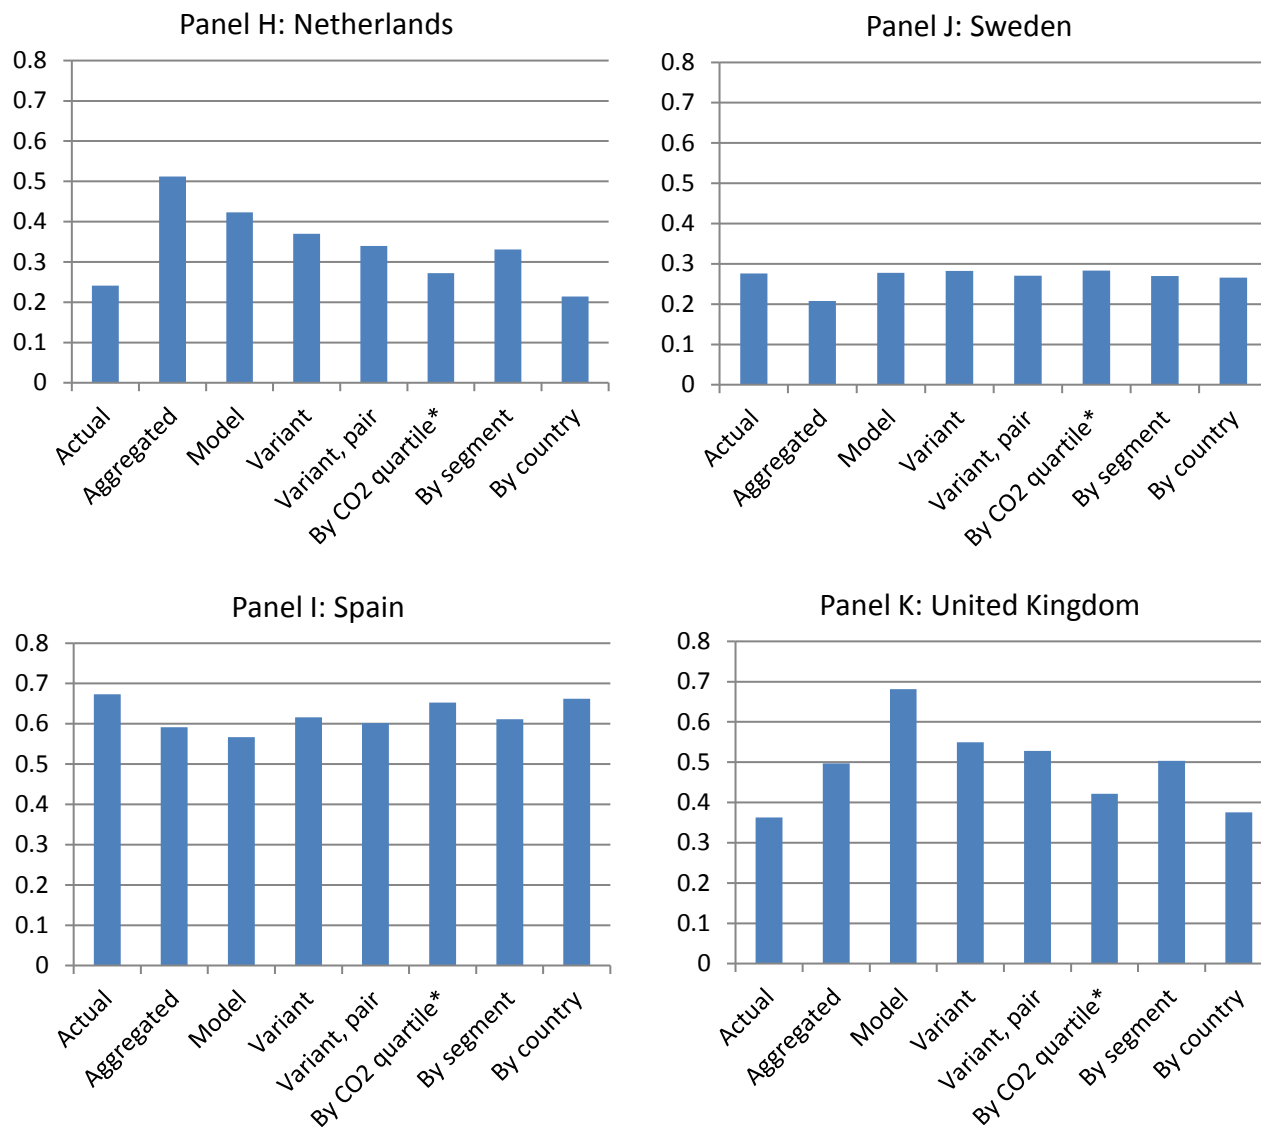 Panel H: Netherlands
0.8
0.7
0.6
0.5
0.4
0.3
0.2
0.1
0
Actual
Aggregated
Model
Variant
Variant, pair
By CO2 quartile*
By segment
By country
Panel J: Sweden
0.8
0.7
0.6
0.5
0.4
0.3
0.2
0.1
0
Actual
Aggregated
Model
Variant
Variant, pair
By CO2 quartile*
By segment
By country
Panel I: Spain
0.8
0.7
0.6
0.5
0.4
0.3
0.2
0.1
0
Actual
Aggregated
Model
Variant
Variant, pair
By CO2 quartile*
By segment
By country
Panel K: United Kingdom
0.8
0.7
0.6
0.5
0.4
0.3
0.2
0.1
0
Actual
Aggregated
Model
Variant
Variant, pair
By CO2 quartile*
By segment
By country